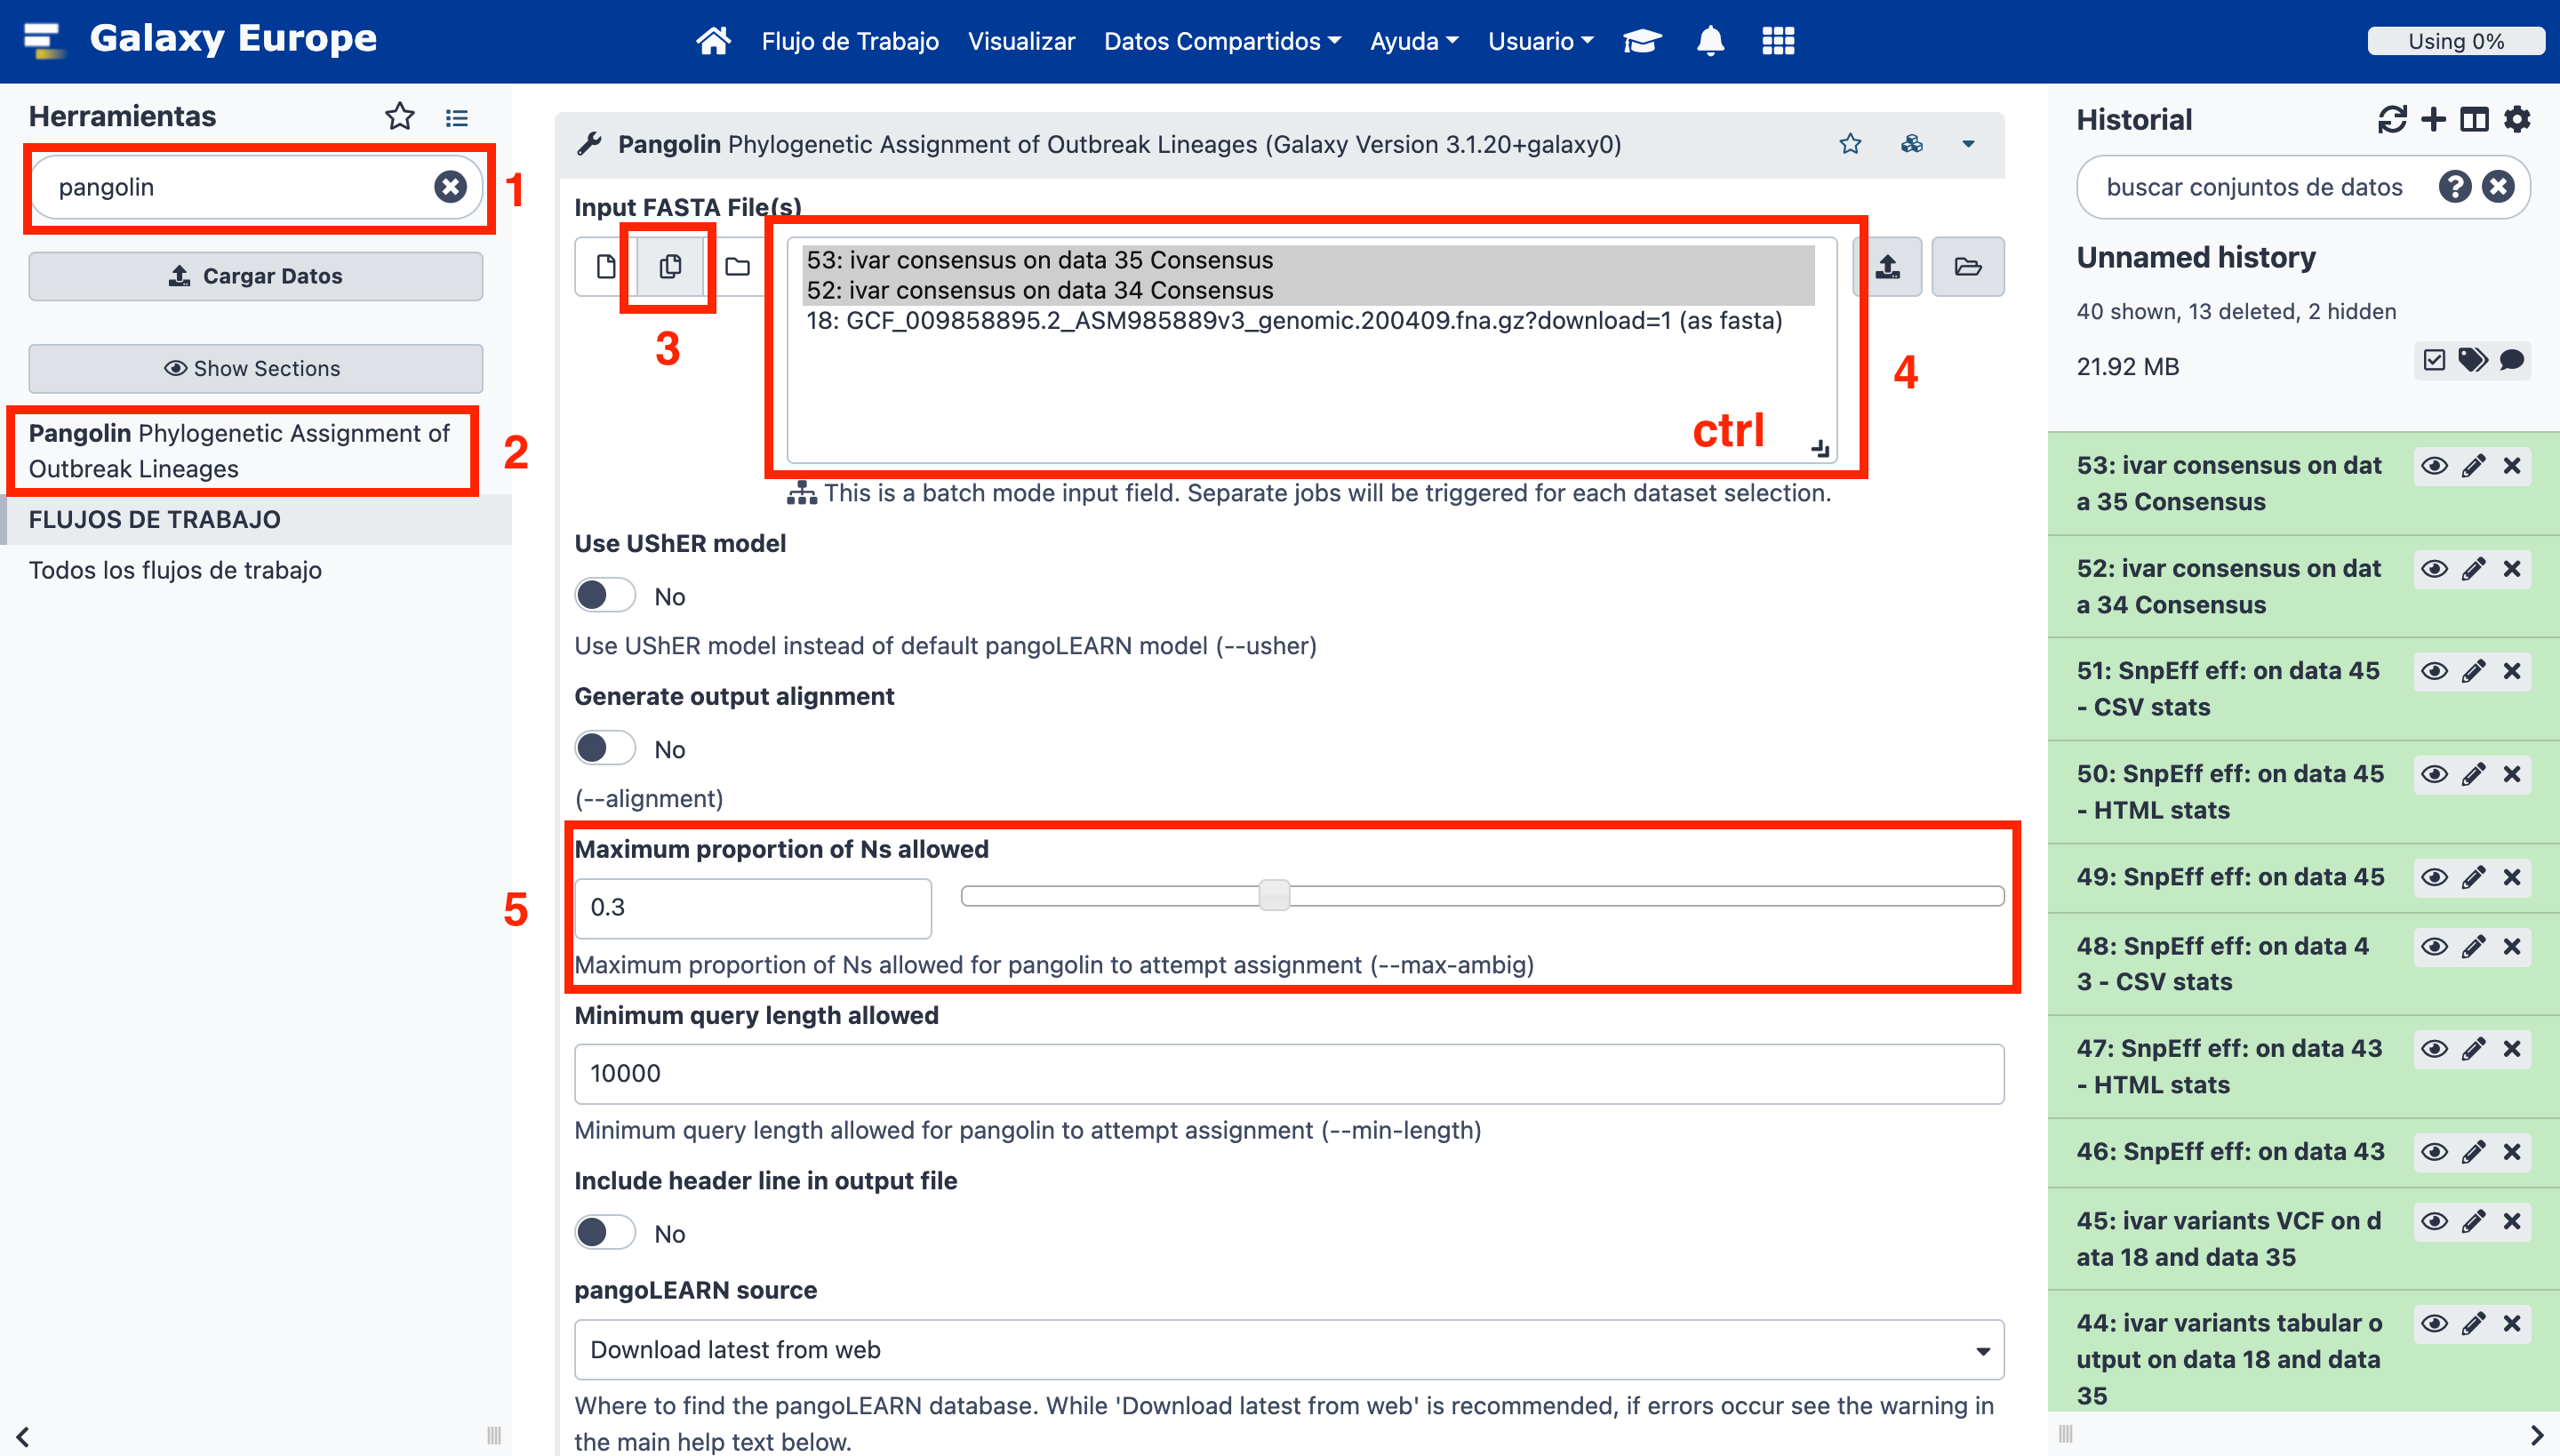 Galaxy Europe
Flujo de Trabajo Visualizar Datos Compartidos Ayuda Usuario
Using 0%
Herramientas
pangolin
1
Cargar Datos
Show Sections
Pangolin Phylogenetic Assignment of
Outbreak Lineages
2
FLUJOS DE TRABAJO
Todos los flujos de trabajo
Pangolin Phylogenetic Assignment of Outbreak Lineages (Galaxy Version 3.1.20+galaxy0)
Input FASTA File(s)
3
53: ivar consensus on data 35 Consensus
52: ivar consensus on data 34 Consensus
18: GCF_009858895.2_ASM985889v3_genomic.200409.fna.gz?download=1 (as fasta)
4
ctrl
This is a batch mode input field. Separate jobs will be triggered for each dataset selection.
Use UShER model
No
Use UShER model instead of default pangoLEARN model (--usher)
Generate output alignment
No
(--alignment)
5
Maximum proportion of Ns allowed
0.3
Maximum proportion of Ns allowed for pangolin to attempt assignment (--max-ambig)
Minimum query length allowed
10000
Minimum query length allowed for pangolin to attempt assignment (--min-length)
Include header line in output file
No
pangoLEARN source
Download latest from web
Where to find the pangoLEARN database. While 'Download latest from web' is recommended, if errors occur see the warning in
the main help text below.
Historial
buscar conjuntos de datos
Unnamed history
40 shown, 13 deleted, 2 hidden
21.92 MB
53: ivar consensus on dat
a 35 Consensus
52: ivar consensus on dat
a 34 Consensus
51: SnpEff eff: on data 45
- CSV stats
50: SnpEff eff: on data 45
- HTML stats
49: SnpEff eff: on data 45
48: SnpEff eff: on data 4
3 - CSV stats
47: SnpEff eff: on data 43
- HTML stats
46: SnpEff eff: on data 43
45: ivar variants VCF on d
ata 18 and data 35
44: ivar variants tabular o
utput on data 18 and data
35